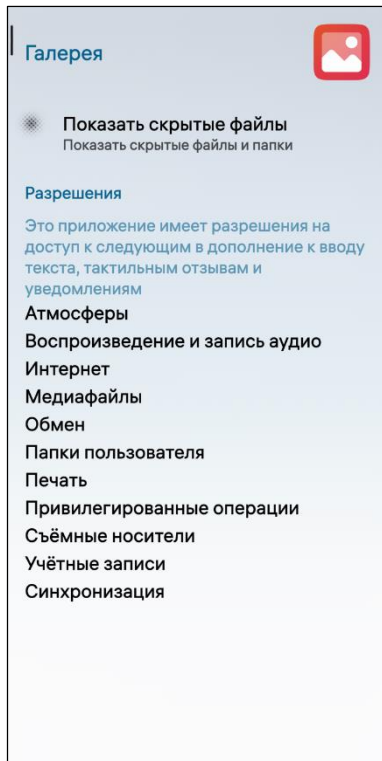 Галерея
Показать скрытые файлы
Показать скрытые файлы и папки
Разрешения
Это приложение имеет разрешения на
доступ к следующим в дополнение к вводу
текста, тактильным отзывам и
уведомлениям
Атмосферы
Воспроизведение и запись аудио
Интернет
Медиафайлы
Обмен
Папки пользователя
Печать
Привилегированные операции
Съёмные носители
Учётные записи
Синхронизация